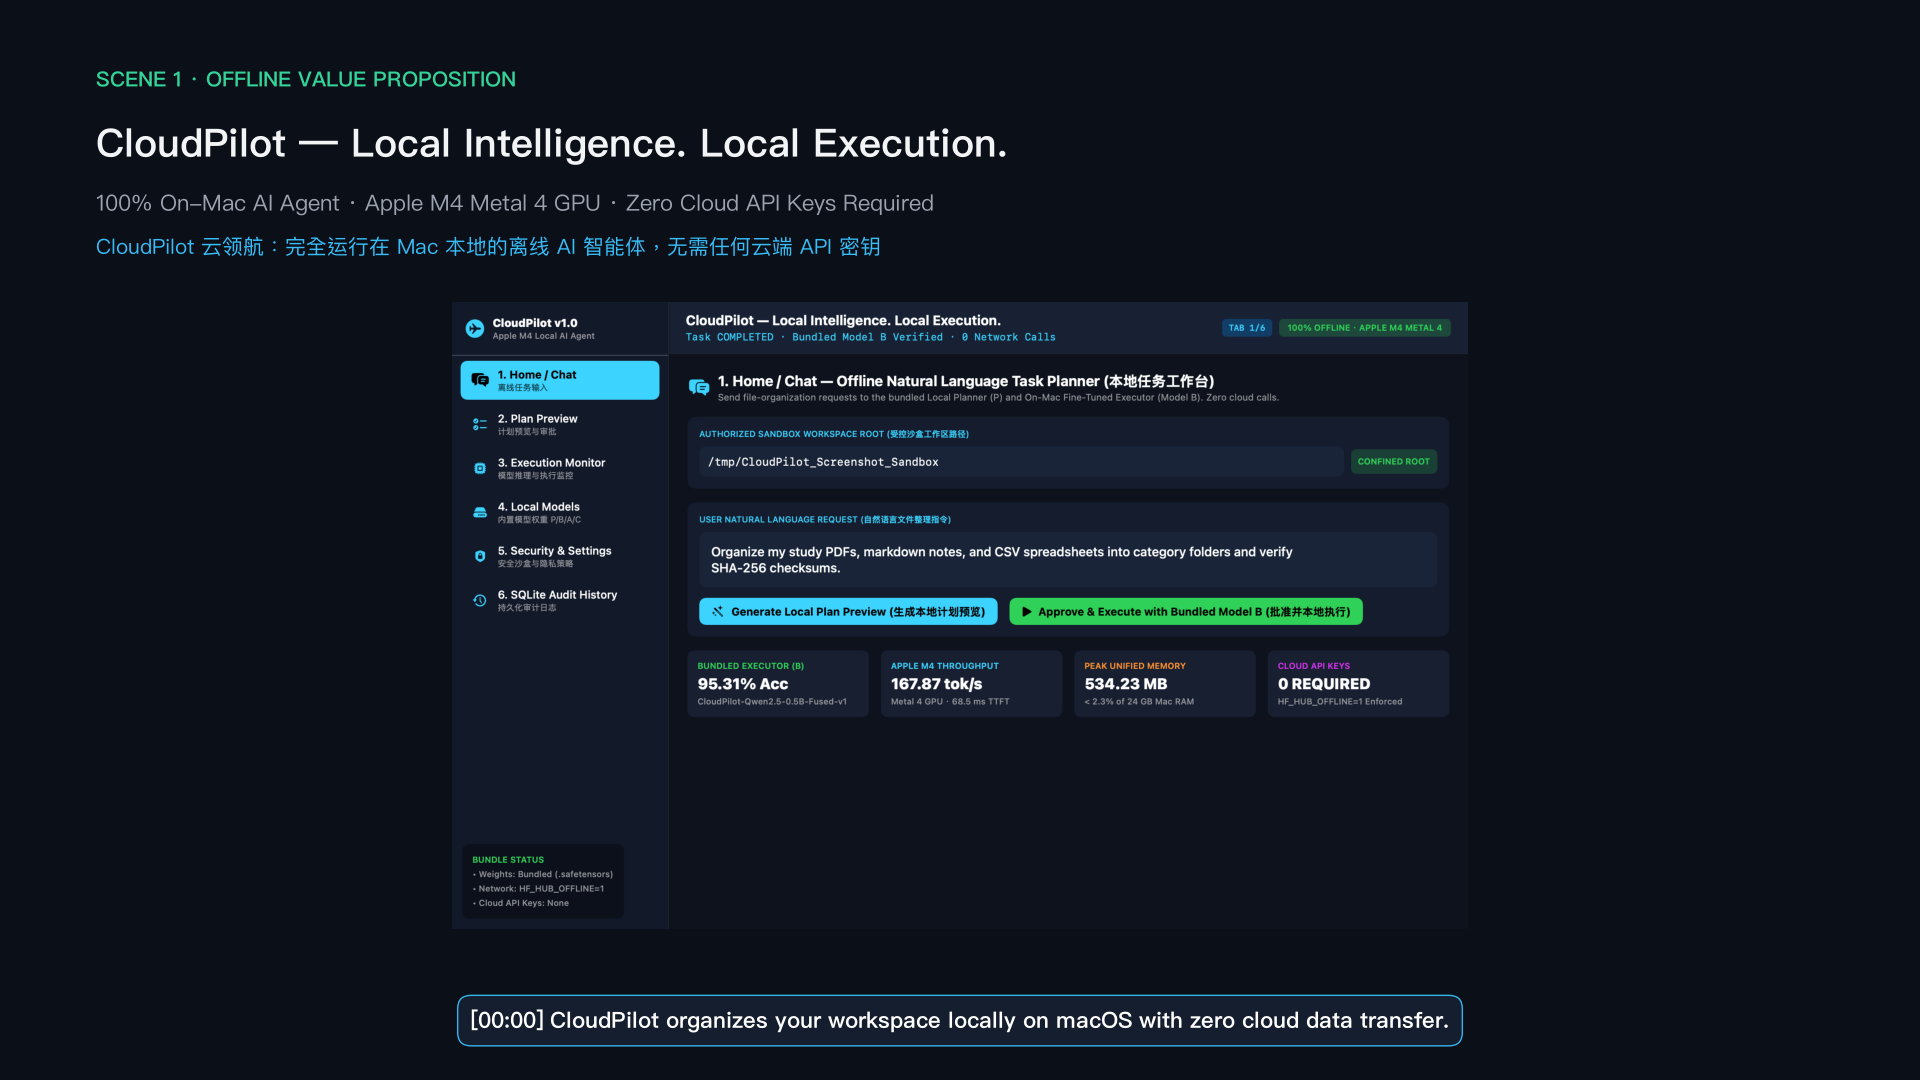 SCENE 1 · OFFLINE VALUE PROPOSITION
CloudPilot — Local Intelligence. Local Execution.
100% On-Mac AI Agent · Apple M4 Metal 4 GPU · Zero Cloud API Keys Required
CloudPilot 云领航：完全运行在 Mac 本地的离线 AI 智能体，无需任何云端 API 密钥
CloudPilot v1.0
Apple M4 Local AI Agent
1. Home / Chat
离线任务输入
2. Plan Preview
计划预览与审批
3. Execution Monitor
模型推理与执行监控
4. Local Models
内置模型权重 P/B/A/C
5. Security & Settings
安全沙盒与隐私策略
6. SQLite Audit History
持久化审计日志
BUNDLE STATUS
• Weights: Bundled (.safetensors)
• Network: HF_HUB_OFFLINE=1
• Cloud API Keys: None
CloudPilot — Local Intelligence. Local Execution.
Task COMPLETED · Bundled Model B Verified · 0 Network Calls
TAB 1/6
100% OFFLINE · APPLE M4 METAL 4
1. Home / Chat — Offline Natural Language Task Planner (本地任务工作台)
Send file-organization requests to the bundled Local Planner (P) and On-Mac Fine-Tuned Executor (Model B). Zero cloud calls.
AUTHORIZED SANDBOX WORKSPACE ROOT (受控沙盒工作区路径)
/tmp/CloudPilot_Screenshot_Sandbox
CONFINED ROOT
USER NATURAL LANGUAGE REQUEST (自然语言文件整理指令)
Organize my study PDFs, markdown notes, and CSV spreadsheets into category folders and verify
SHA-256 checksums.
Generate Local Plan Preview (生成本地计划预览)
Approve & Execute with Bundled Model B (批准并本地执行)
BUNDLED EXECUTOR (B)
95.31% Acc
CloudPilot-Qwen2.5-0.5B-Fused-v1
APPLE M4 THROUGHPUT
167.87 tok/s
Metal 4 GPU · 68.5 ms TTFT
PEAK UNIFIED MEMORY
534.23 MB
< 2.3% of 24 GB Mac RAM
CLOUD API KEYS
0 REQUIRED
HF_HUB_OFFLINE=1 Enforced
[00:00] CloudPilot organizes your workspace locally on macOS with zero cloud data transfer.